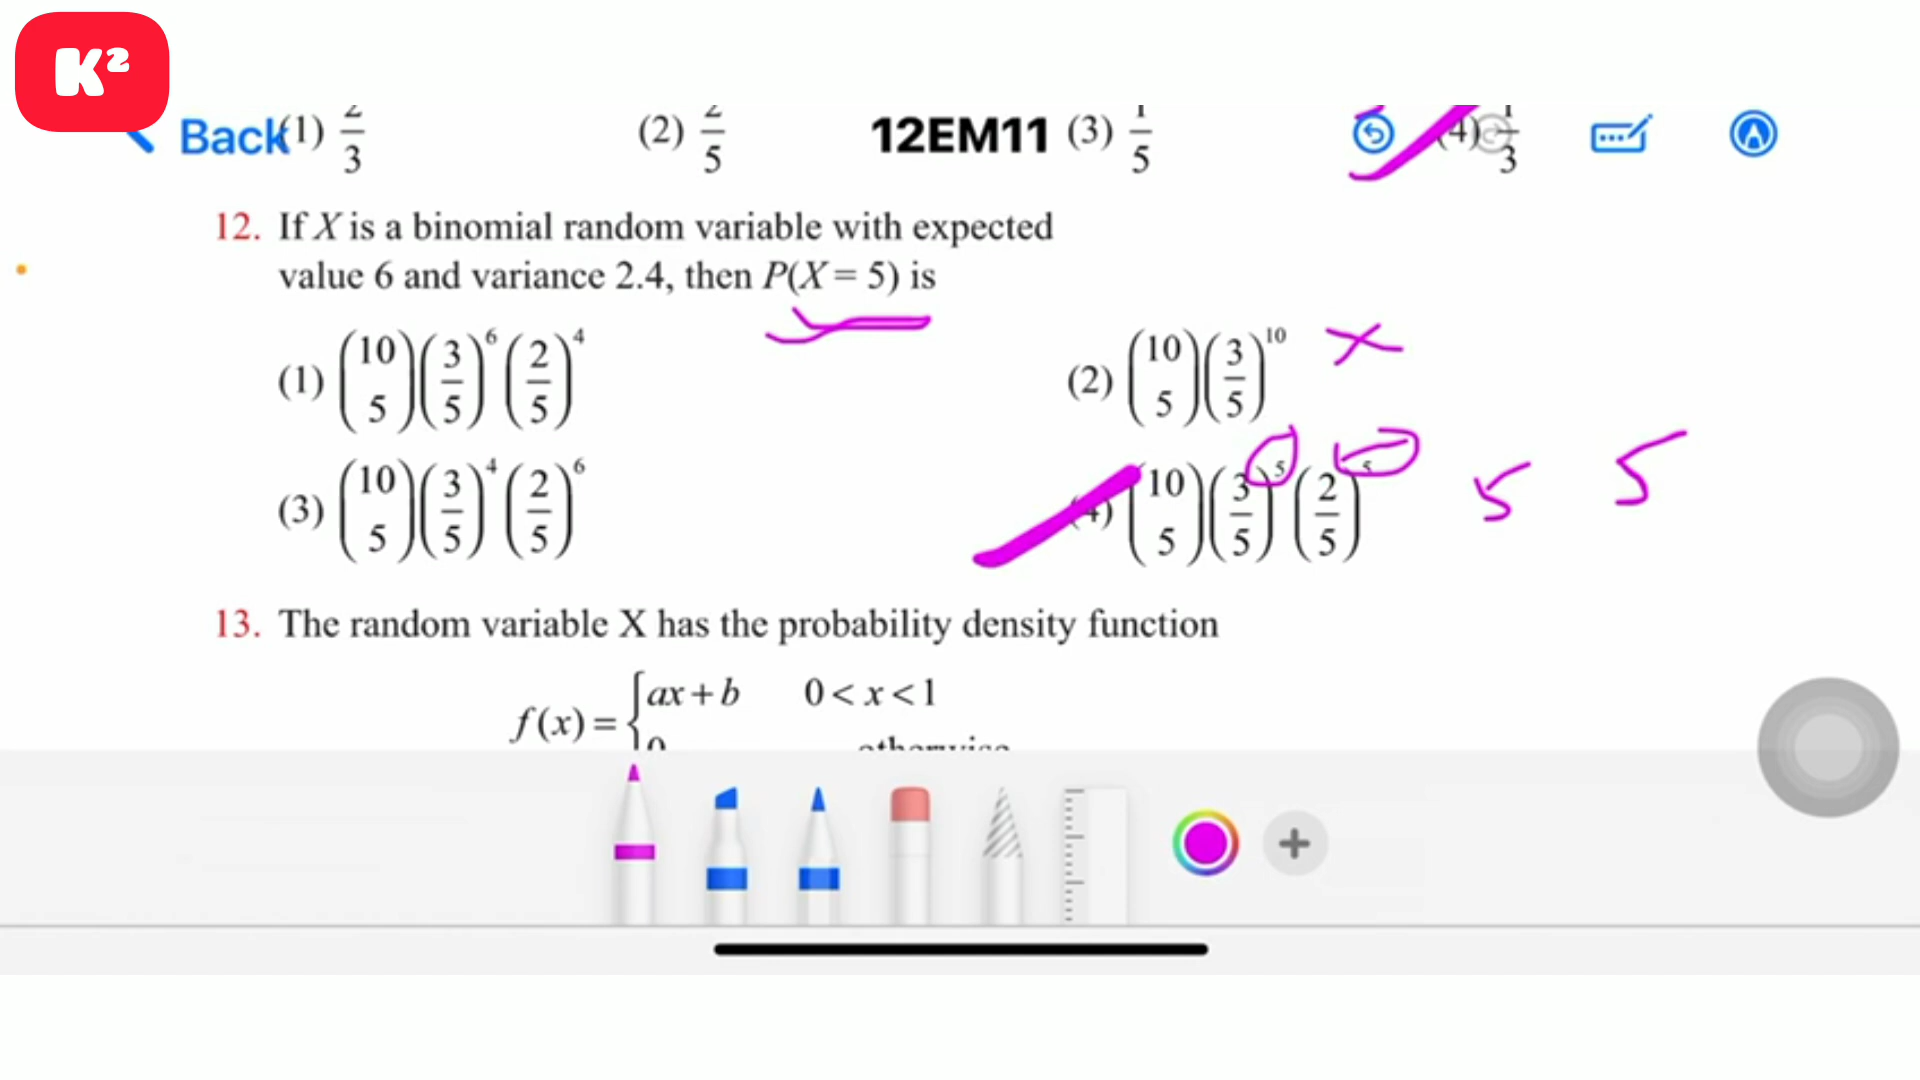 K²
Back (1) 2/3 (2) 2/5 12EM11 (3) 1/5 (4) 1/3
12. If X is a binomial random variable with expected
value 6 and variance 2.4, then P(X = 5) is
(1) (10 5)(3/5)^6 (2/5)^4 (2) (10 5)(3/5)^10 x
(3) (10 5)(3/5)^4 (2/5)^6 (4) (10 5)(3/5)^5 (2/5)^5 5 5
13. The random variable X has the probability density function
f(x) = { ax + b 0 < x < 1
0 otherwise